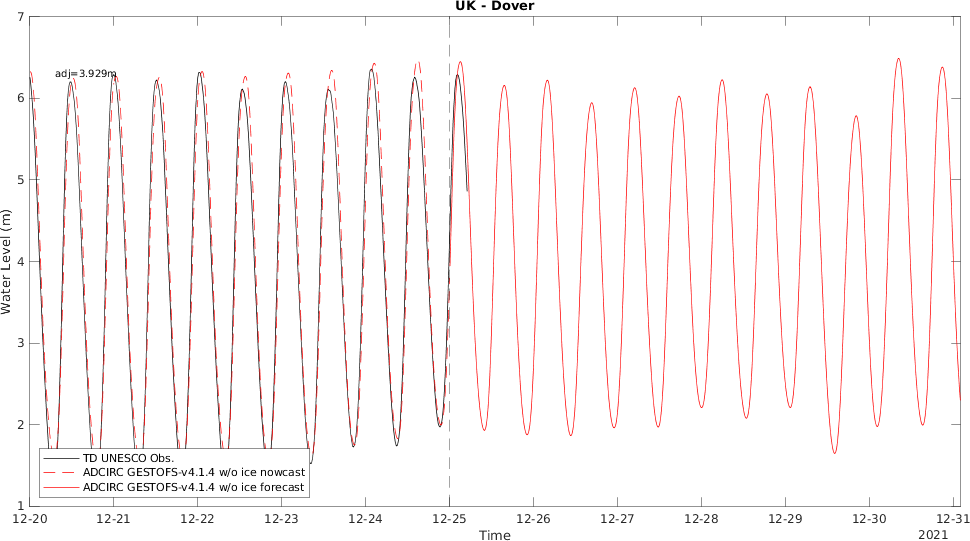 UK - Dover
adj=3.929m
7
6
5
4
3
2
1
Water Level (m)
TD UNESCO Obs.
ADCIRC GESTOFS-v4.1.4 w/o ice nowcast
ADCIRC GESTOFS-v4.1.4 w/o ice forecast
12-20 12-21 12-22 12-23 12-24 12-25 12-26 12-27 12-28 12-29 12-30 12-31
Time
2021